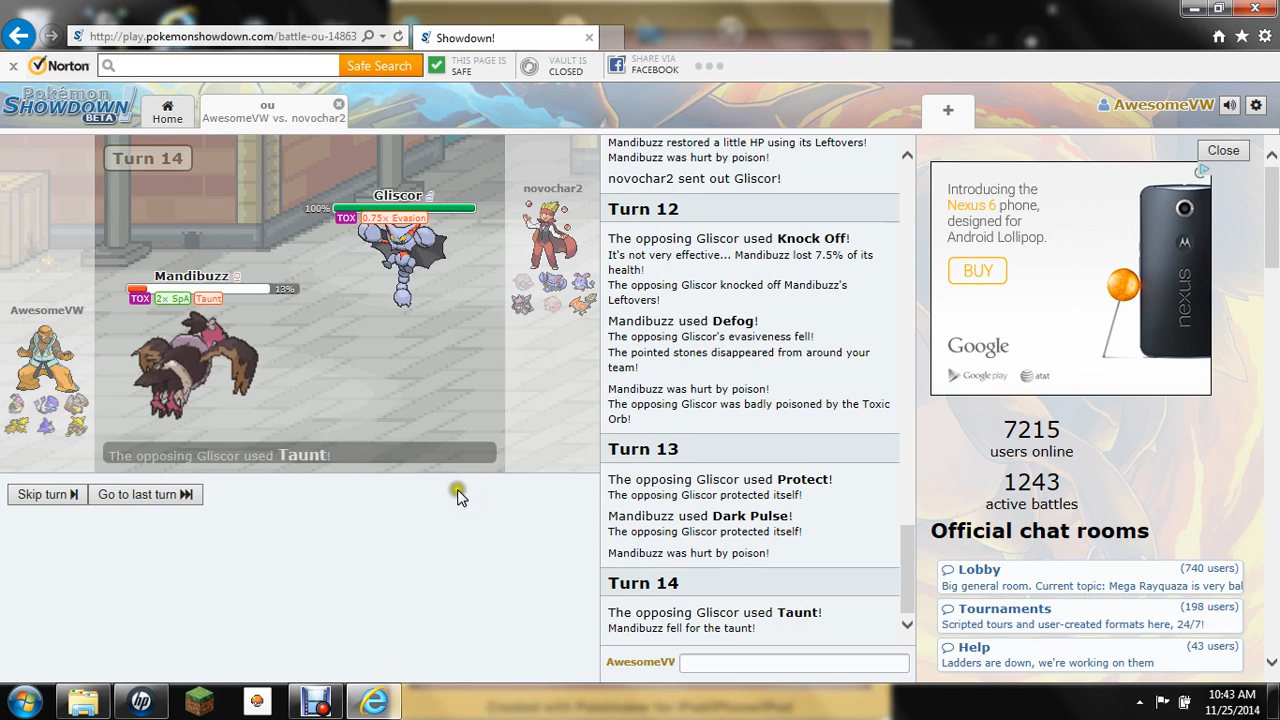 http://play.pokemonshowdown.com/battle-ou-14863
Showdown!
Norton
Safe Search
THIS PAGE IS
SAFE
VAULT IS
CLOSED
SHARE VIA
FACEBOOK
Pokémon
SHOWDOWN!
BETA
Home
ou
AwesomeVW vs. novochar2
+
AwesomeVW
Turn 14
Gliscor
100%
TOX 0.75× Evasion
novochar2
Mandibuzz
13%
TOX 2× SpA Taunt
AwesomeVW
The opposing Gliscor used Taunt!
Skip turn
Go to last turn
Mandibuzz restored a little HP using its Leftovers!
Mandibuzz was hurt by poison!
novochar2 sent out Gliscor!
Turn 12
The opposing Gliscor used Knock Off!
It's not very effective... Mandibuzz lost 7.5% of its
health!
The opposing Gliscor knocked off Mandibuzz's
Leftovers!
Mandibuzz used Defog!
The opposing Gliscor's evasiveness fell!
The pointed stones disappeared from around your
team!
Mandibuzz was hurt by poison!
The opposing Gliscor was badly poisoned by the Toxic
Orb!
Turn 13
The opposing Gliscor used Protect!
The opposing Gliscor protected itself!
Mandibuzz used Dark Pulse!
The opposing Gliscor protected itself!
Mandibuzz was hurt by poison!
Turn 14
The opposing Gliscor used Taunt!
Mandibuzz fell for the taunt!
AwesomeVW
Close
Introducing the
Nexus 6 phone,
designed for
Android Lollipop.
BUY
nexus
Google
Google play
at&t
7215
users online
1243
active battles
Official chat rooms
Lobby
(740 users)
Big general room. Current topic: Mega Rayquaza is very bal
Tournaments
(198 users)
Scripted tours and user-created formats here, 24/7!
Help
(43 users)
Ladders are down, we're working on them
hp
10:43 AM
11/25/2014